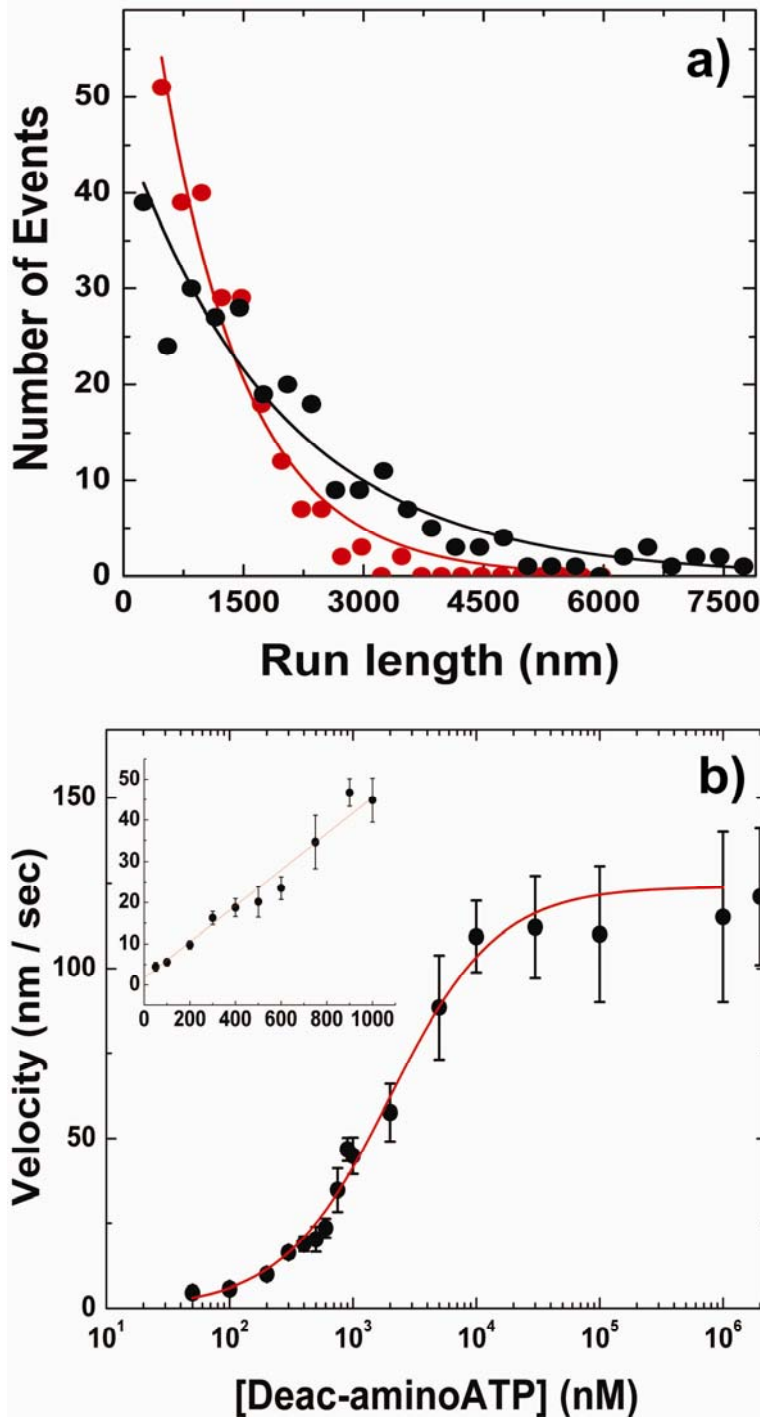 a)
50
40
30
20
10
0
Number of Events
0 1500 3000 4500 6000 7500
Run length (nm)
b)
150
100
50
0
Velocity (nm / sec)
50
40
30
20
10
0
0 200 400 600 800 1000
10¹ 10² 10³ 10⁴ 10⁵ 10⁶
[Deac-aminoATP] (nM)